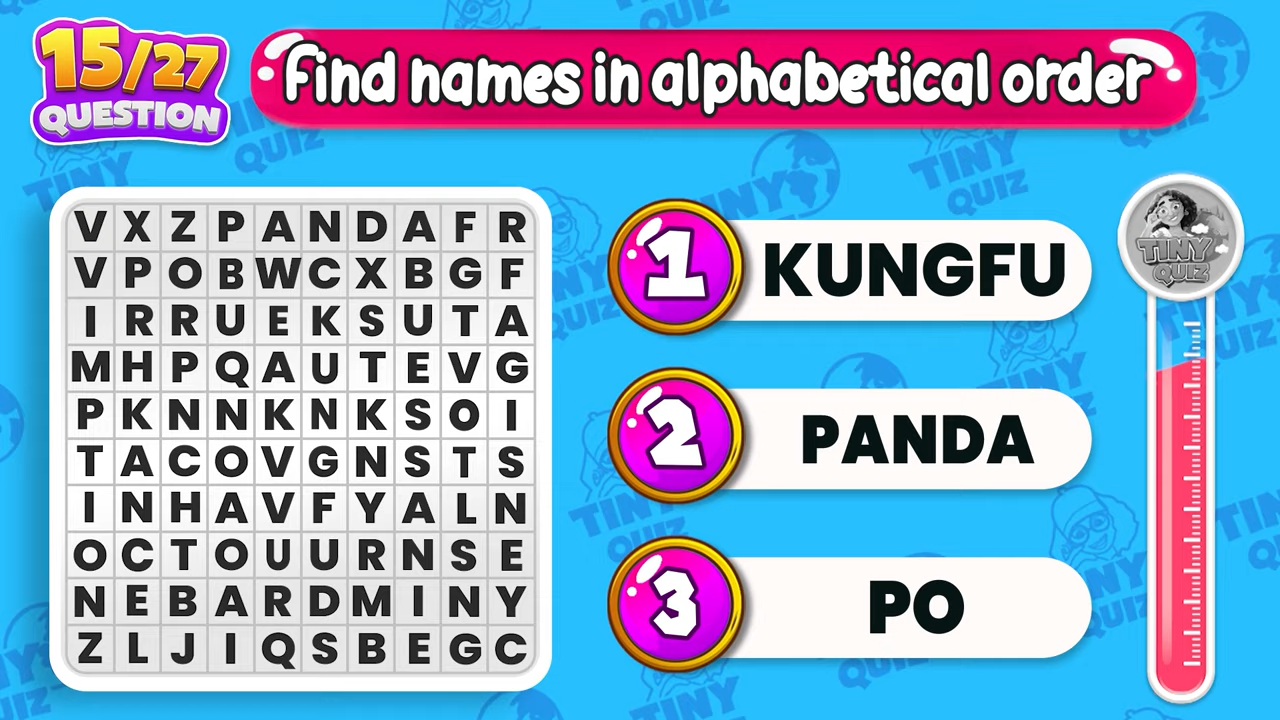 15/27
QUESTION
Find names in alphabetical order
V X Z P A N D A F R
V P O B W C X B G F
I R R U E K S U T A
M H P Q A U T E V G
P K N N K N K S O I
T A C O V G N S T S
I N H A V F Y A L N
O C T O U U R N S E
N E B A R D M I N Y
Z L J I Q S B E G C
1 KUNGFU
2 PANDA
3 PO
TINY
QUIZ